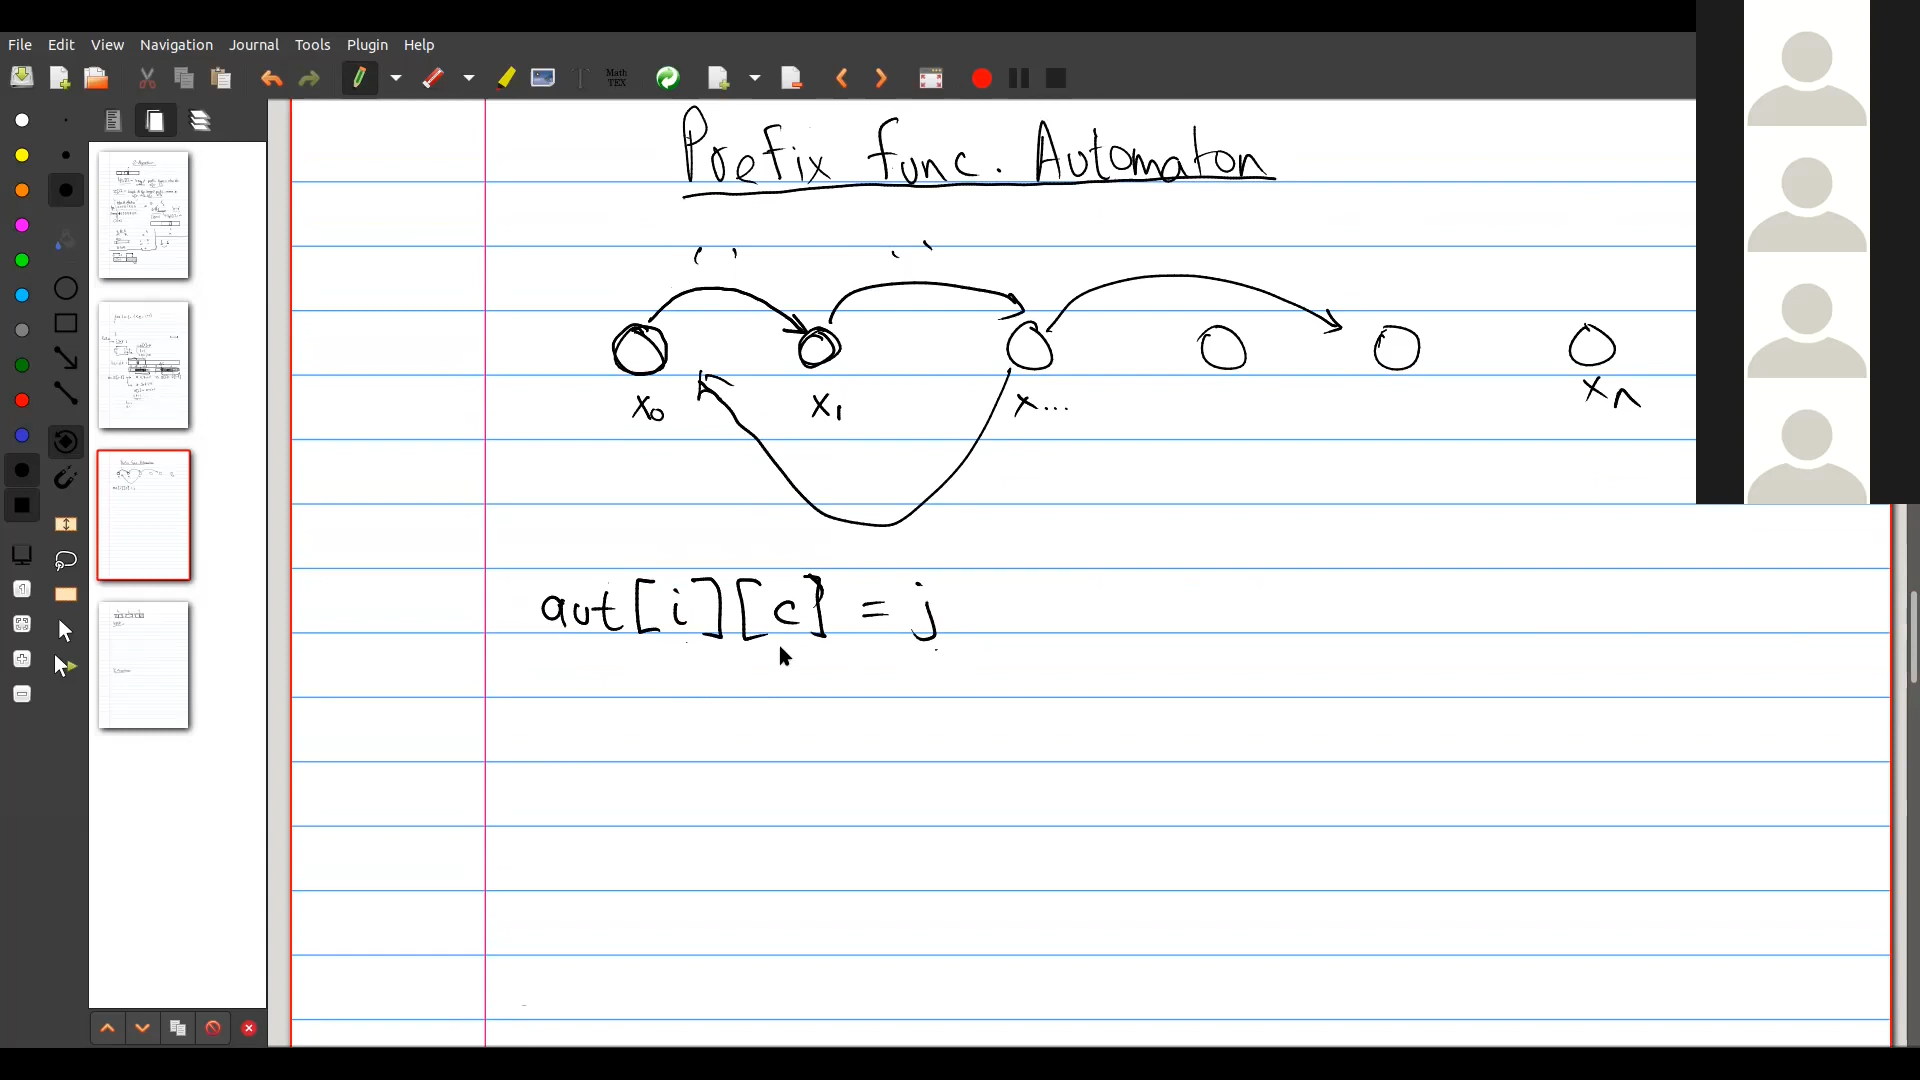 File Edit View Navigation Journal Tools Plugin Help
Math TEX
Prefix func. Automaton
x₀ x₁ x... xₙ
aut[i][c] = j